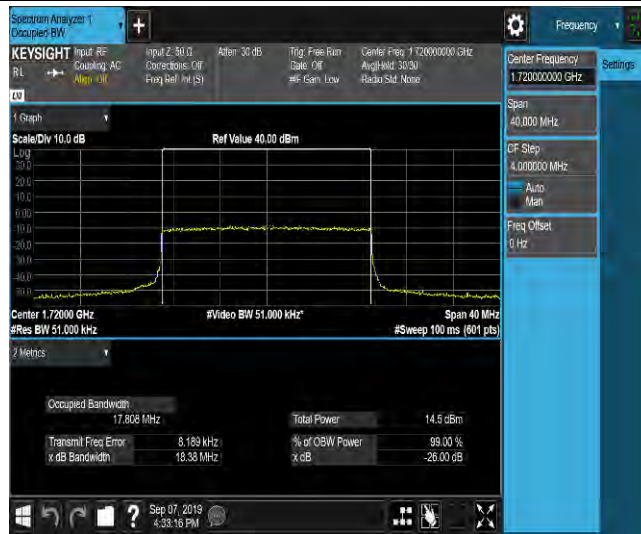 Spectrum Analyzer 1
Occupied BW
Frequency
KEYSIGHT Input: RF
RL Coupling: AC
Align: Off
Input Z: 50 Ω
Corrections: Off
Freq Ref: Int (S)
Atten: 30 dB
Trig: Free Run
Gate: Off
#IF Gain: Low
Center Freq: 1.720000000 GHz
Avg|Hold: 30/30
Radio Std: None
LN
1 Graph
Scale/Div 10.0 dB
Ref Value 40.00 dBm
Log
30.0
20.0
10.0
0.00
-10.0
-20.0
-30.0
-40.0
-50.0
Center 1.72000 GHz
#Video BW 51.000 kHz*
Span 40 MHz
#Res BW 51.000 kHz
#Sweep 100 ms (601 pts)
2 Metrics
Occupied Bandwidth
17.808 MHz
Total Power 14.5 dBm
Transmit Freq Error 8.189 kHz
% of OBW Power 99.00 %
x dB Bandwidth 18.38 MHz
x dB -26.00 dB
Sep 07, 2019
4:33:16 PM
Center Frequency
1.720000000 GHz
Settings
Span
40.000 MHz
CF Step
4.000000 MHz
Auto
Man
Freq Offset
0 Hz